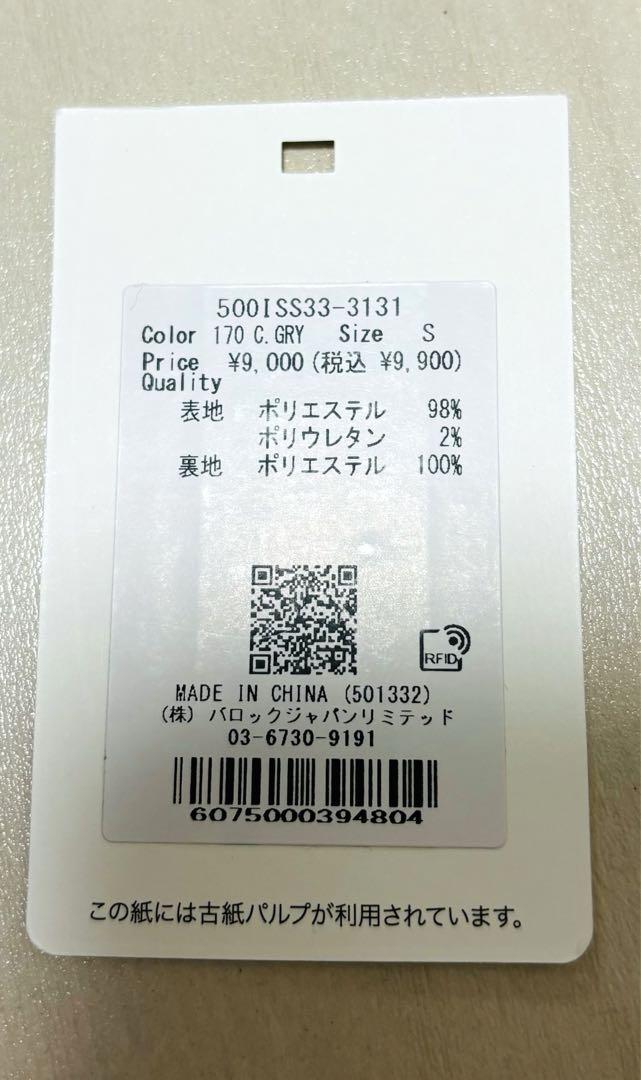 500ISS33-3131
Color 170 C.GRY Size S
Price ¥9,000(税込 ¥9,900)
Quality
表地 ポリエステル 98%
ポリウレタン 2%
裏地 ポリエステル 100%
RFID
MADE IN CHINA (501332)
(株) バロックジャパンリミテッド
03-6730-9191
6075000394804
この紙には古紙パルプが利用されています。